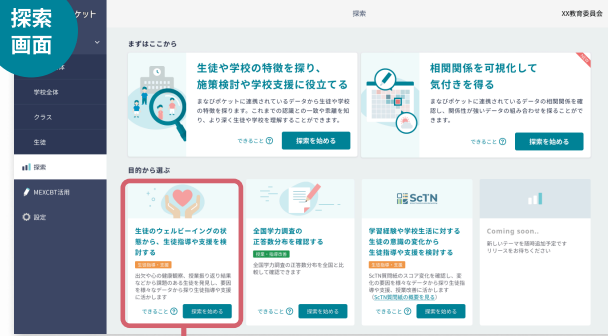 探索
画面
ケット
探索
XX教育委員会
体
学校全体
クラス
生徒
探索
MEXCBT活用
設定
まずはここから
生徒や学校の特徴を探り、
施策検討や学校支援に役立てる
まなびポケットに連携されているデータから生徒や学校
の特徴を探ります。これまでの認識との一致や乖離を知
り、より深く生徒や学校を理解することができます。
できること ?
探索を始める
相関関係を可視化して
気付きを得る
まなびポケットに連携されているデータの相関関係を確
認し、関係性が強いデータの組み合わせを探ることがで
きます。
できること ?
探索を始める
目的から選ぶ
生徒のウェルビーイングの状
態から、生徒指導や支援を検
討する
生徒指導・支援
出欠や心の健康観察、授業振り返り結果
などから課題のある生徒を発見し、要因
を様々なデータから探り生徒指導や支援
に活かします
できること ?
探索を始める
全国学力調査の
正答数分布を確認する
授業・指導改善
全国学力調査の正答数分布を全国と比
較して確認できます
できること ?
探索を始める
ScTN
学習経験や学校生活に対する
生徒の意識の変化から
生徒指導や支援を検討する
生徒指導・支援
ScTN質問紙のスコア変化を確認し、変
化の要因を様々なデータから探り生徒指
導や支援、授業改善に活かします
(ScTN質問紙の概要を見る)
できること ?
探索を始める
Coming soon..
新しいテーマを随時追加予定です
リリースをお待ちください